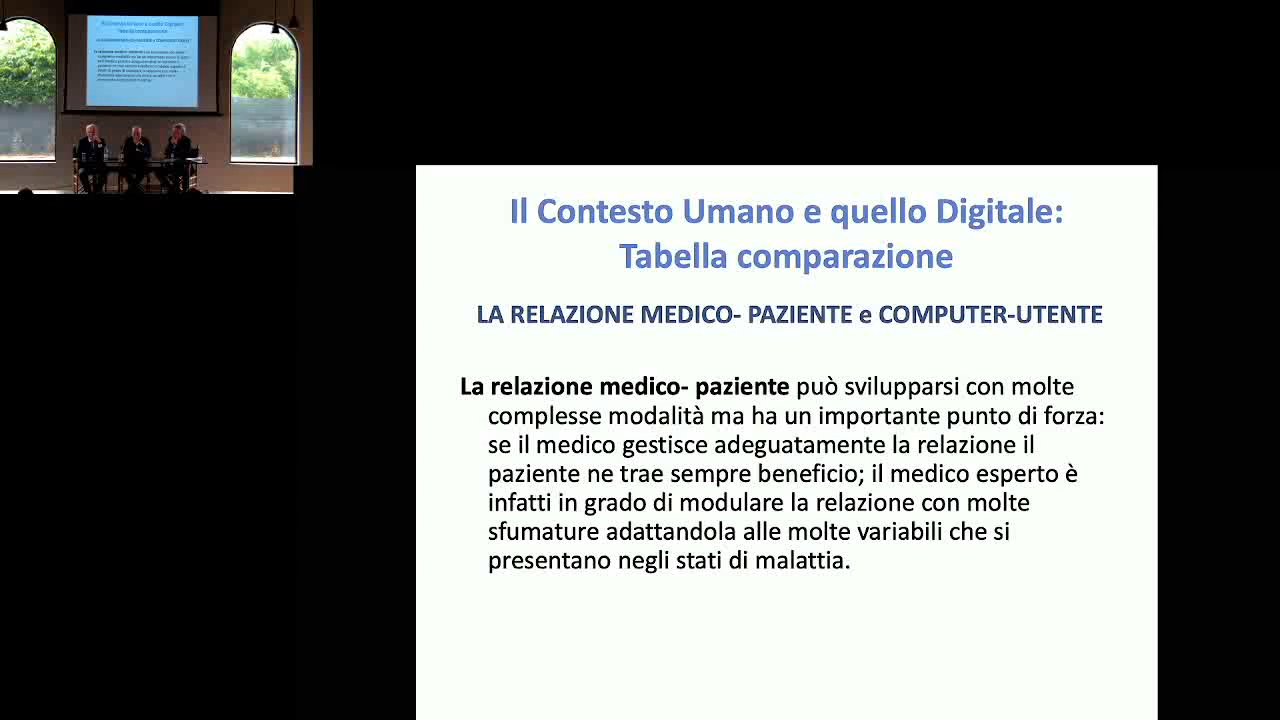 Il Contesto Umano e quello Digitale:
Tabella comparazione
LA RELAZIONE MEDICO- PAZIENTE e COMPUTER-UTENTE
La relazione medico- paziente può svilupparsi con molte
complesse modalità ma ha un importante punto di forza:
se il medico gestisce adeguatamente la relazione il
paziente ne trae sempre beneficio; il medico esperto è
infatti in grado di modulare la relazione con molte
sfumature adattandola alle molte variabili che si
presentano negli stati di malattia.